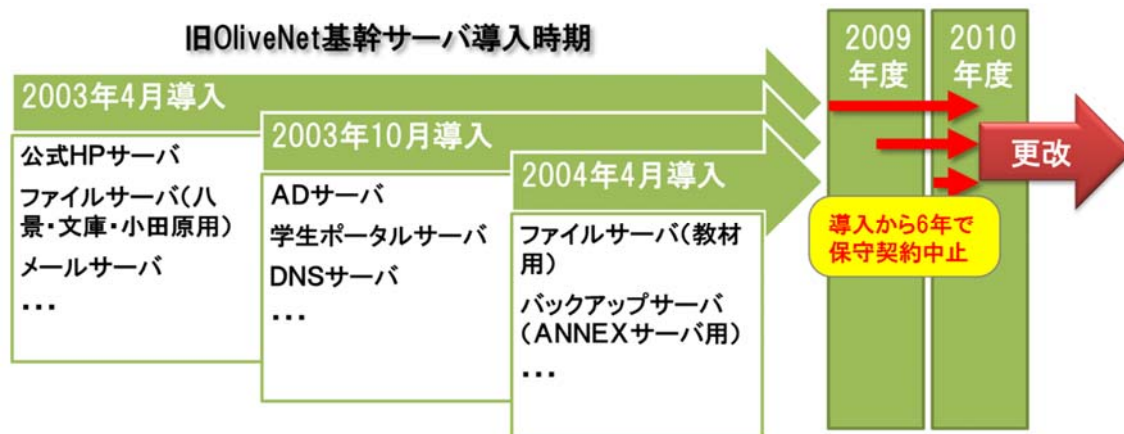 旧OliveNet基幹サーバ導入時期
2003年4月導入
公式HPサーバ
ファイルサーバ(八
景・文庫・小田原用)
メールサーバ
…
2003年10月導入
ADサーバ
学生ポータルサーバ
DNSサーバ
…
2004年4月導入
ファイルサーバ(教材
用)
バックアップサーバ
(ANNEXサーバ用)
…
2009
年度
2010
年度
更改
導入から6年で
保守契約中止